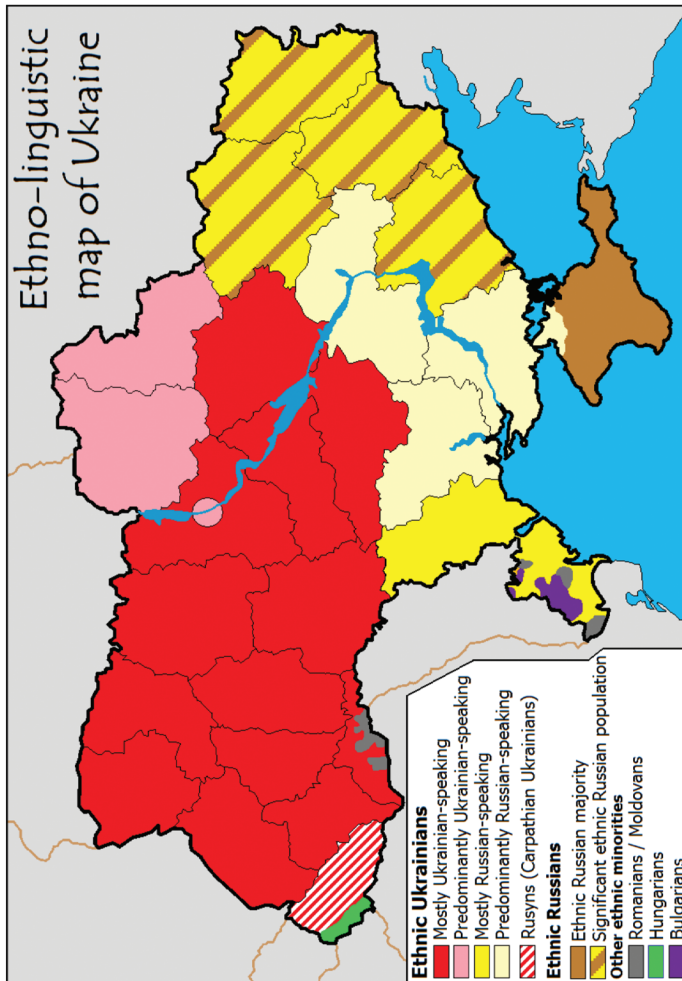 Ethno-linguistic
map of Ukraine
Ethnic Ukrainians
Mostly Ukrainian-speaking
Predominantly Ukrainian-speaking
Mostly Russian-speaking
Predominantly Russian-speaking
Rusyns (Carpathian Ukrainians)
Ethnic Russians
Ethnic Russian majority
Significant ethnic Russian population
Other ethnic minorities
Romanians / Moldovans
Hungarians
Bulgarians